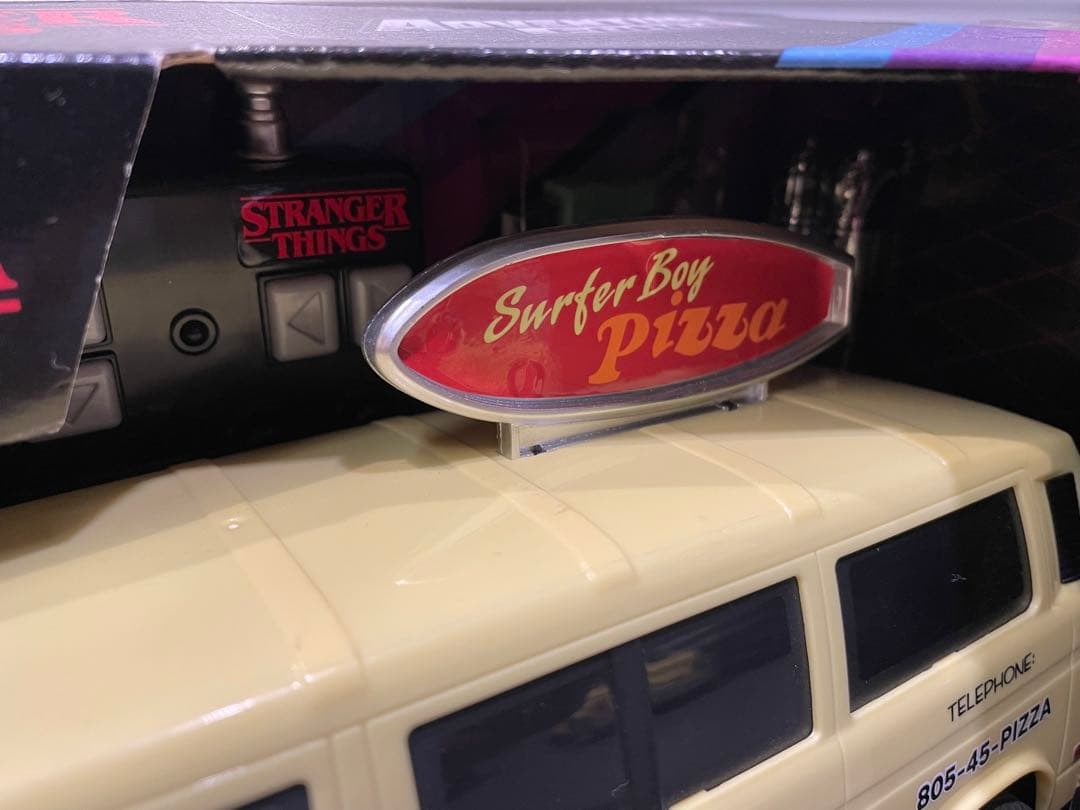 STRANGER
THINGS
Surfer Boy
Pizza
TELEPHONE:
805-45-PIZZA